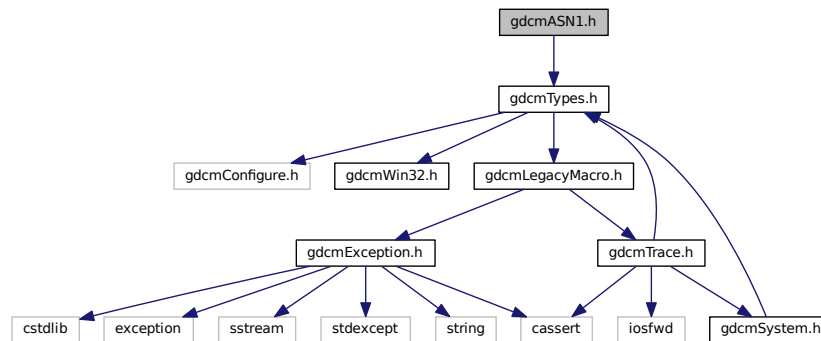 gdcmASN1.h
gdcmTypes.h
gdcmConfigure.h
gdcmWin32.h
gdcmLegacyMacro.h
gdcmException.h
gdcmTrace.h
cstdlib
exception
sstream
stdexcept
string
cassert
iosfwd
gdcmSystem.h